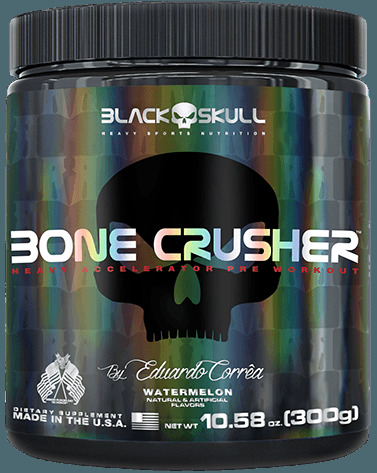 BLACK SKULL
HEAVY SPORTS NUTRITION
BONE CRUSHER™
HEAVY ACCELERATOR PRE WORKOUT
By Eduardo Corrêa
WATERMELON
NATURAL & ARTIFICIAL
FLAVORS
DIETARY SUPPLEMENT
MADE IN THE U.S.A.
NET WT 10.58 oz.(300g)